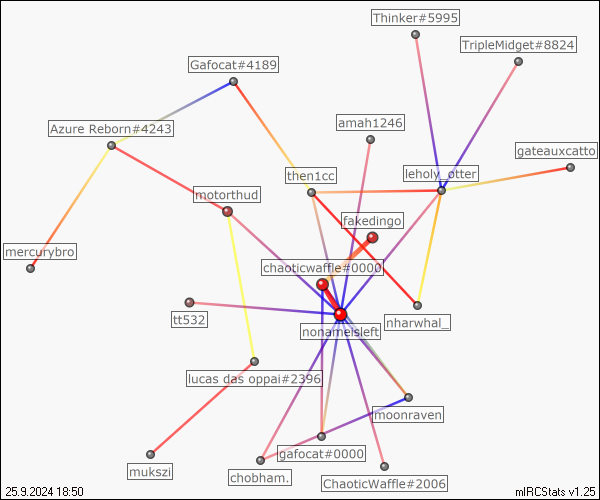 Thinker#5995
TripleMidget#8824
Gafocat#4189
amah1246
Azure Reborn#4243
gateauxcatto
then1cc
leholy_otter
motorthud
fakedingo
mercurybro
chaoticwaffle#0000
tt532
nharwhal_
nonameisleft
lucas das oppai#2396
moonraven
gafocat#0000
mukszi
chobham.
ChaoticWaffle#2006
25.9.2024 18:50
mIRCStats v1.25